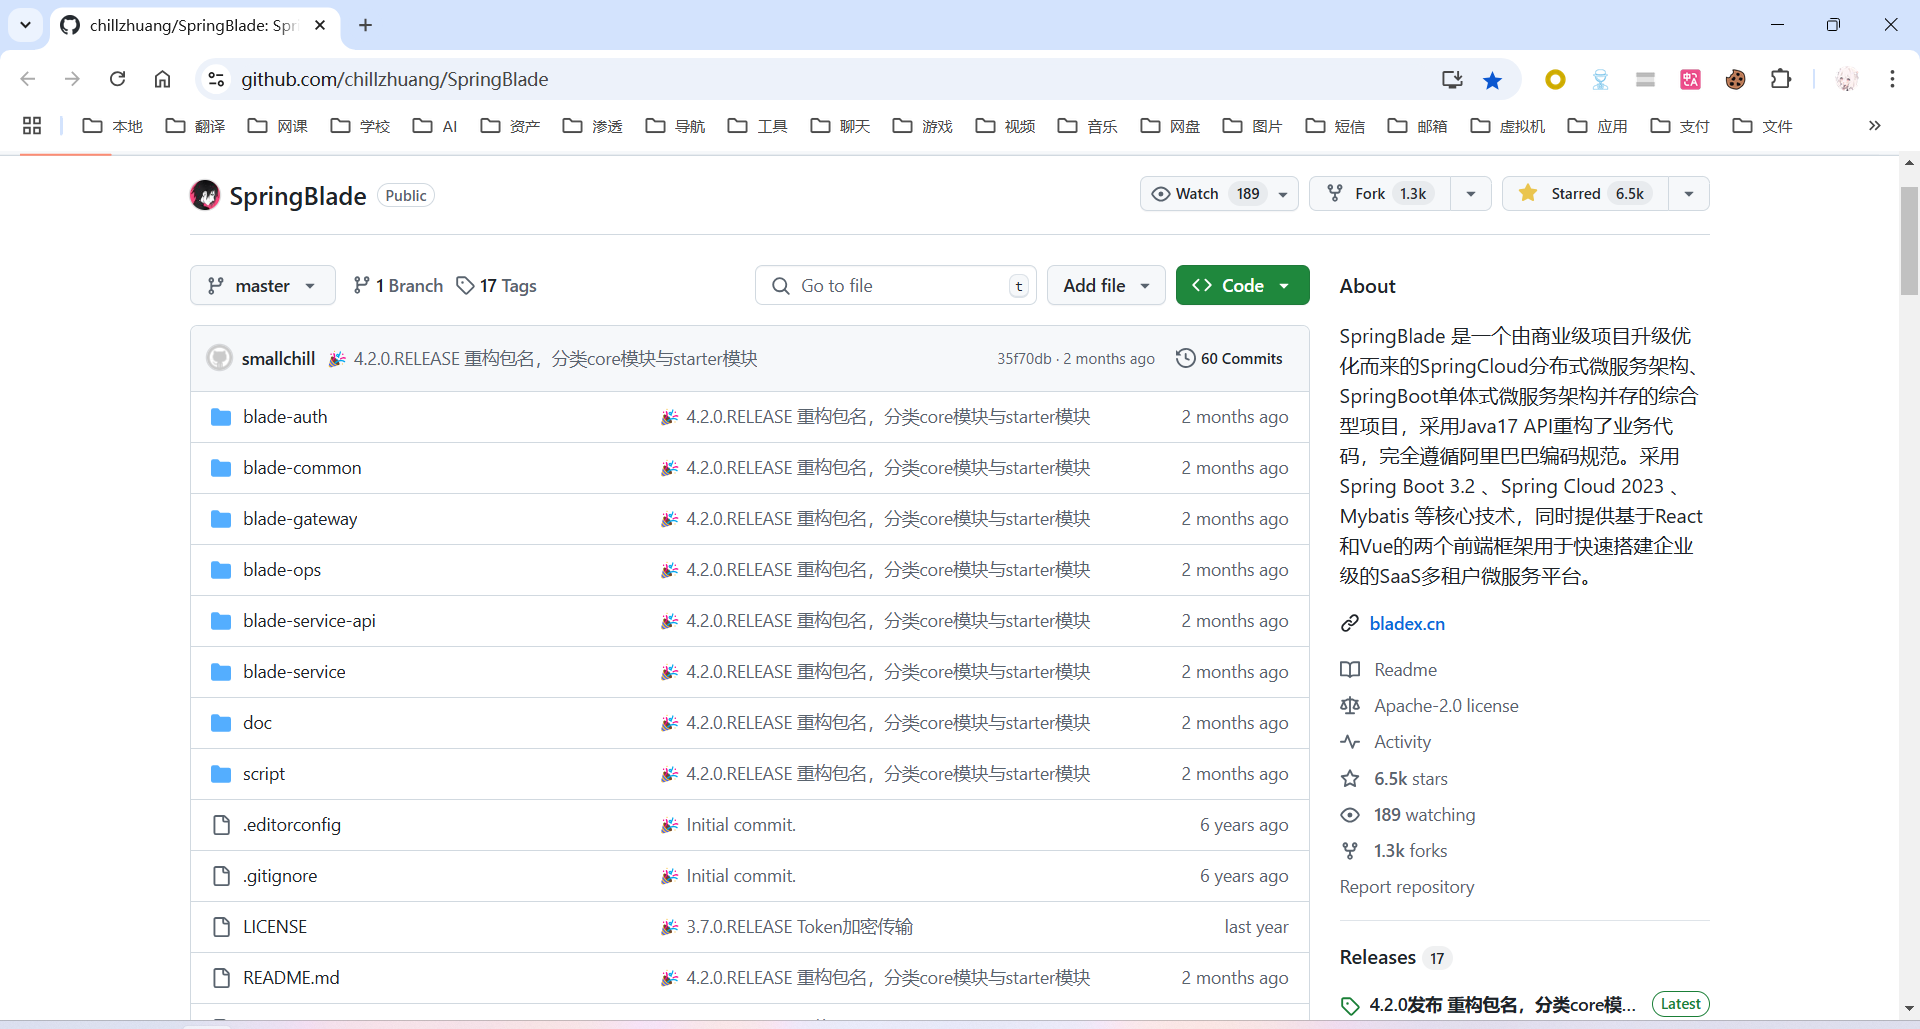 chillzhuang/SpringBlade: Spr
github.com/chillzhuang/SpringBlade
本地 翻译 网课 学校 AI 资产 渗透 导航 工具 聊天 游戏 视频 音乐 网盘 图片 短信 邮箱 虚拟机 应用 支付 文件
SpringBlade Public
Watch 189 Fork 1.3k Starred 6.5k
master 1 Branch 17 Tags Go to file t Add file Code
smallchill 4.2.0.RELEASE 重构包名，分类core模块与starter模块 35f70db · 2 months ago 60 Commits
blade-auth 4.2.0.RELEASE 重构包名，分类core模块与starter模块 2 months ago
blade-common 4.2.0.RELEASE 重构包名，分类core模块与starter模块 2 months ago
blade-gateway 4.2.0.RELEASE 重构包名，分类core模块与starter模块 2 months ago
blade-ops 4.2.0.RELEASE 重构包名，分类core模块与starter模块 2 months ago
blade-service-api 4.2.0.RELEASE 重构包名，分类core模块与starter模块 2 months ago
blade-service 4.2.0.RELEASE 重构包名，分类core模块与starter模块 2 months ago
doc 4.2.0.RELEASE 重构包名，分类core模块与starter模块 2 months ago
script 4.2.0.RELEASE 重构包名，分类core模块与starter模块 2 months ago
.editorconfig Initial commit. 6 years ago
.gitignore Initial commit. 6 years ago
LICENSE 3.7.0.RELEASE Token加密传输 last year
README.md 4.2.0.RELEASE 重构包名，分类core模块与starter模块 2 months ago
About
SpringBlade 是一个由商业级项目升级优
化而来的SpringCloud分布式微服务架构、
SpringBoot单体式微服务架构并存的综合
型项目，采用Java17 API重构了业务代
码，完全遵循阿里巴巴编码规范。采用
Spring Boot 3.2 、Spring Cloud 2023 、
Mybatis 等核心技术，同时提供基于React
和Vue的两个前端框架用于快速搭建企业
级的SaaS多租户微服务平台。
bladex.cn
Readme
Apache-2.0 license
Activity
6.5k stars
189 watching
1.3k forks
Report repository
Releases 17
4.2.0发布 重构包名，分类core模... Latest